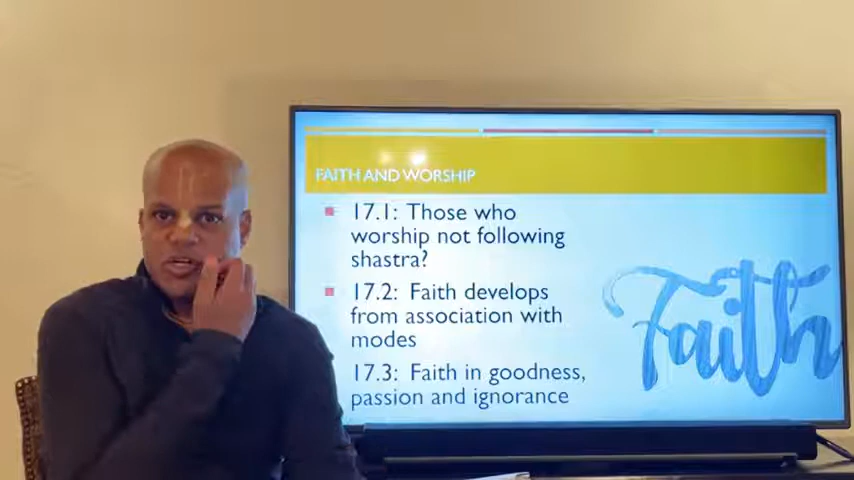 FAITH AND WORSHIP
17.1: Those who
worship not following
shastra?
17.2: Faith develops
from association with
modes
17.3: Faith in goodness,
passion and ignorance
Faith